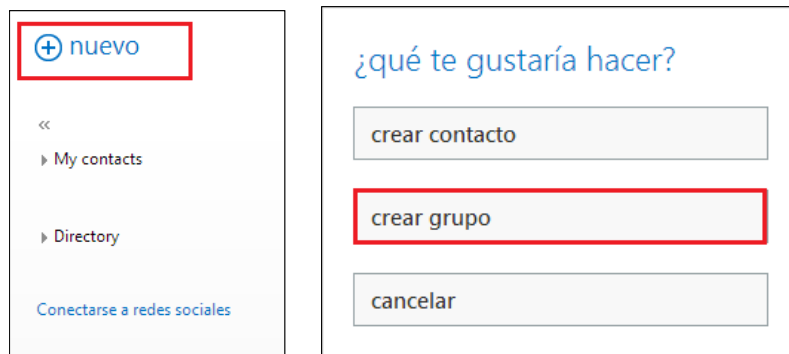 nuevo
«
My contacts
Directory
Conectarse a redes sociales
¿qué te gustaría hacer?
crear contacto
crear grupo
cancelar